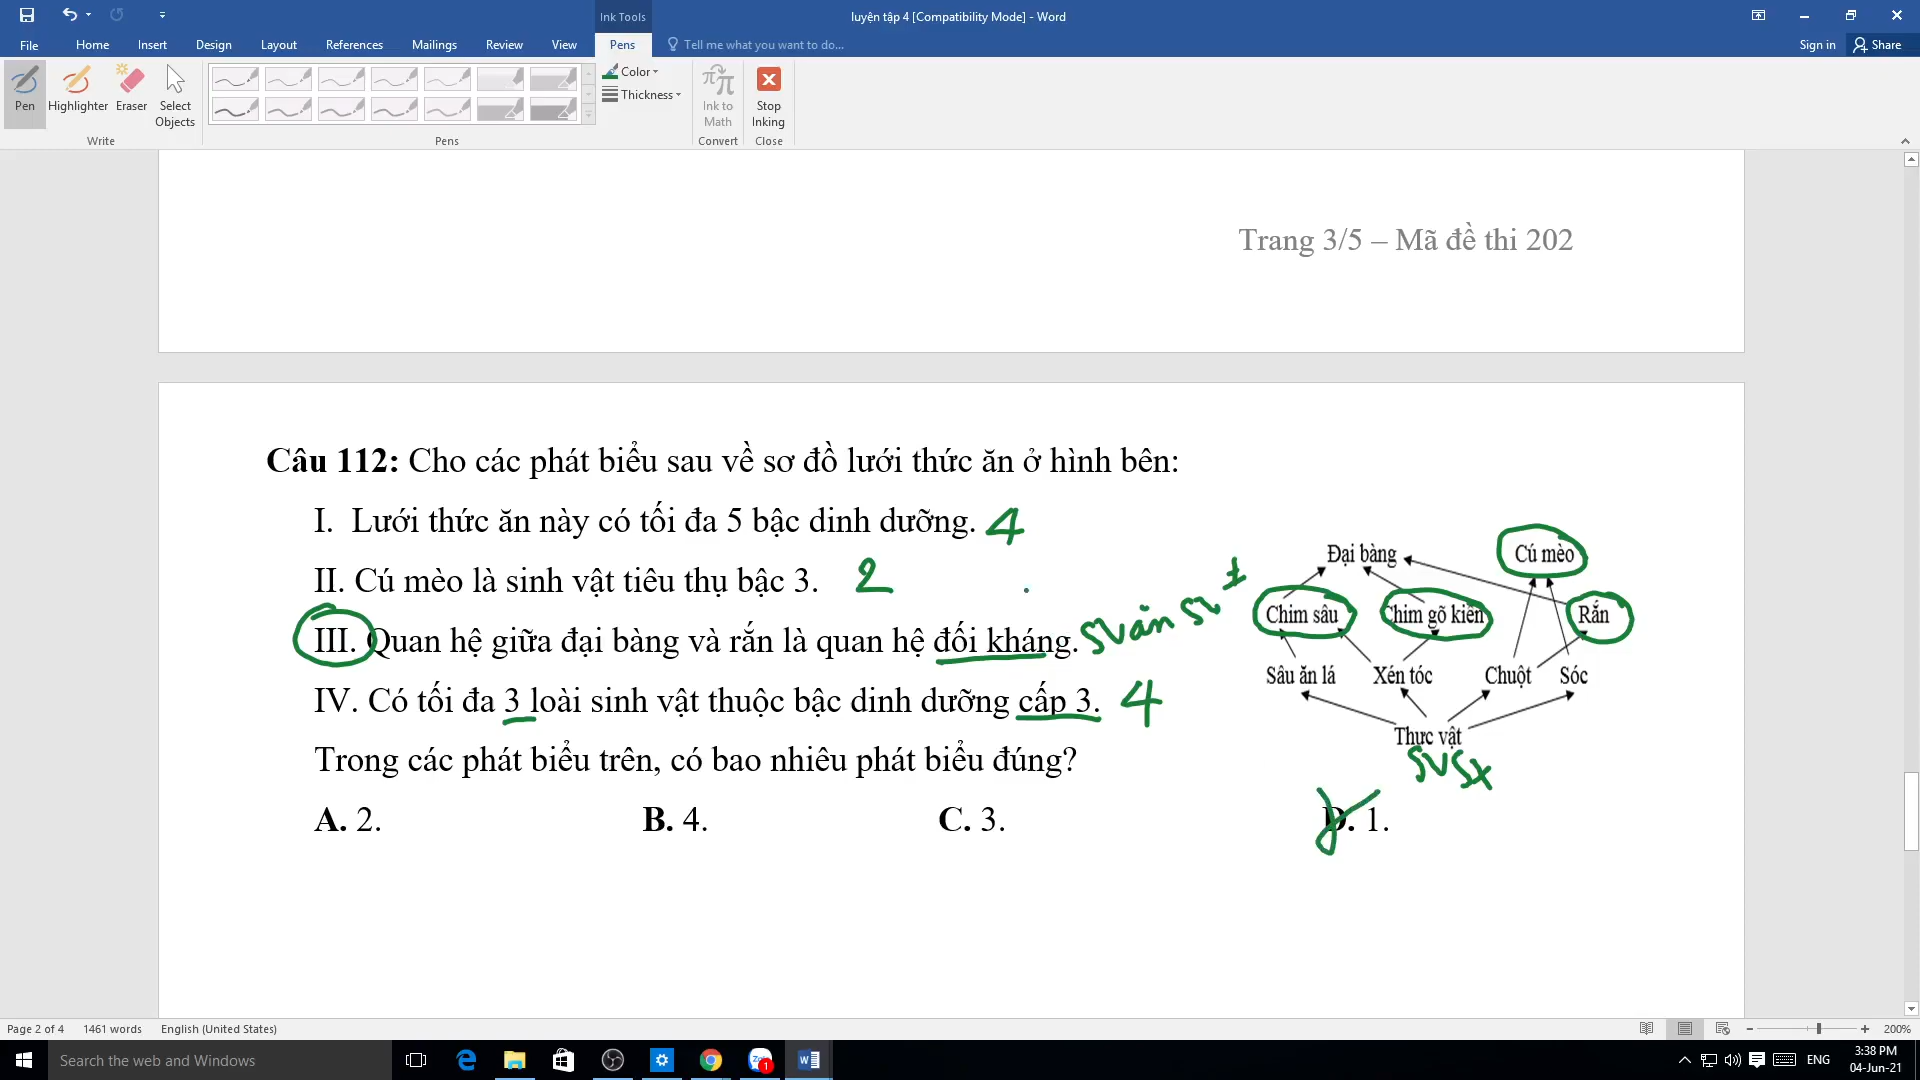 Ink Tools
luyện tập 4 [Compatibility Mode] - Word
File Home Insert Design Layout References Mailings Review View Pens Tell me what you want to do... Sign in Share
Pen Highlighter Eraser Select Objects
Color
Thickness
Ink to Math
Stop Inking
Write Pens Convert Close
Trang 3/5 – Mã đề thi 202
Câu 112: Cho các phát biểu sau về sơ đồ lưới thức ăn ở hình bên:
I. Lưới thức ăn này có tối đa 5 bậc dinh dưỡng. 4
II. Cú mèo là sinh vật tiêu thụ bậc 3. 2
III. Quan hệ giữa đại bàng và rắn là quan hệ đối kháng. SV ăn SV
IV. Có tối đa 3 loài sinh vật thuộc bậc dinh dưỡng cấp 3. 4
Trong các phát biểu trên, có bao nhiêu phát biểu đúng?
A. 2. B. 4. C. 3. D. 1.
Đại bàng Cú mèo
Chim sâu Chim gõ kiến Rắn
Sâu ăn lá Xén tóc Chuột Sóc
Thực vật
SVSX
Page 2 of 4 1461 words English (United States) 200%
Search the web and Windows
Zalo 1
ENG
3:38 PM
04-Jun-21